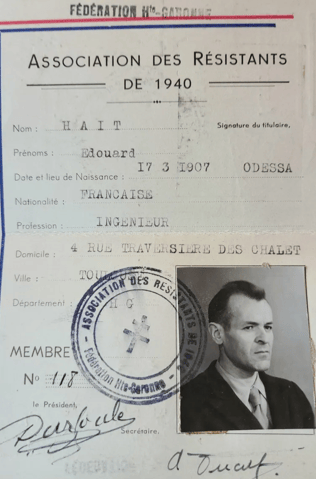 FÉDÉRATION Hte-GARONNE
ASSOCIATION DES RÉSISTANTS
DE 1940
Nom : HAIT
Signature du titulaire,
Prénoms : Edouard
Date et lieu de Naissance : 17 3 1907 ODESSA
Nationalité : FRANCAISE
Profession : INGENIEUR
Domicile : 4 RUE TRAVERSIERE DES CHALET
Ville :
Département : H G
ASSOCIATION DES RÉSISTANTS DE 1940
Fédération Hte-Garonne
MEMBRE
No 118
le Président,
Secrétaire.